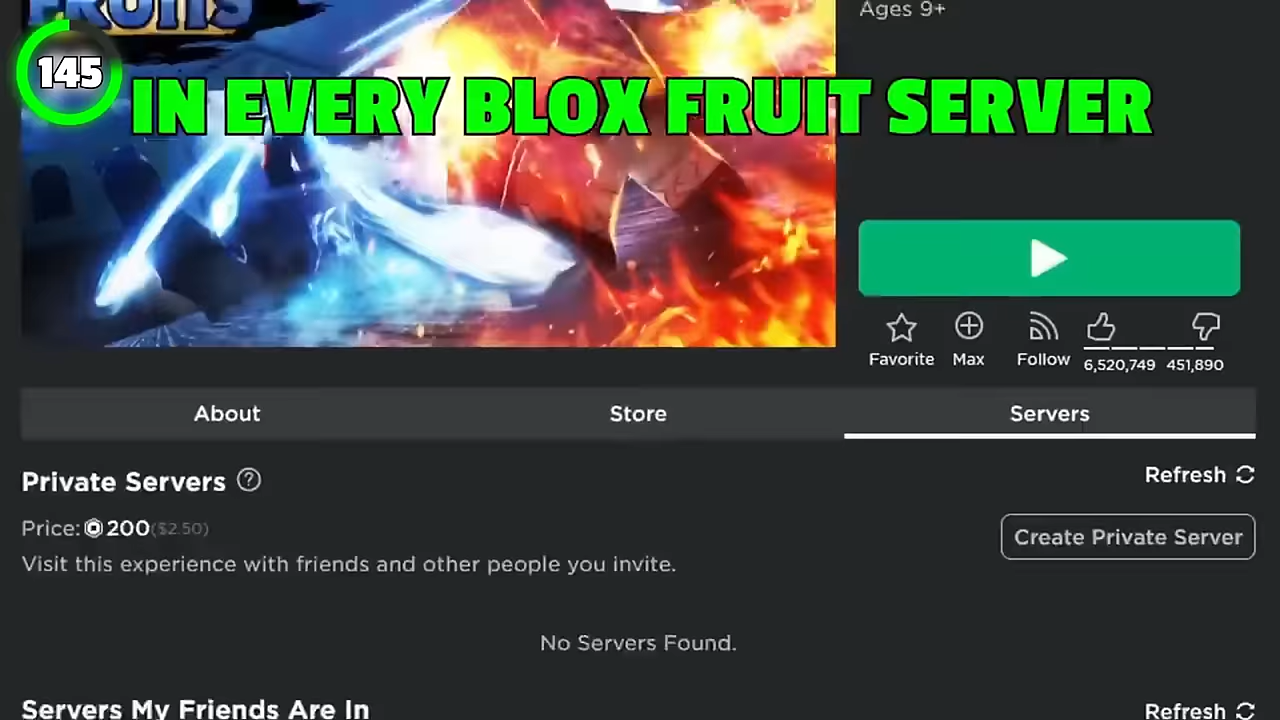 FRUITS
Ages 9+
145
IN EVERY BLOX FRUIT SERVER
Favorite
Max
Follow
6,520,749
451,890
About
Store
Servers
Private Servers
Refresh
Price: 200($2.50)
Create Private Server
Visit this experience with friends and other people you invite.
No Servers Found.
Servers My Friends Are In
Refresh